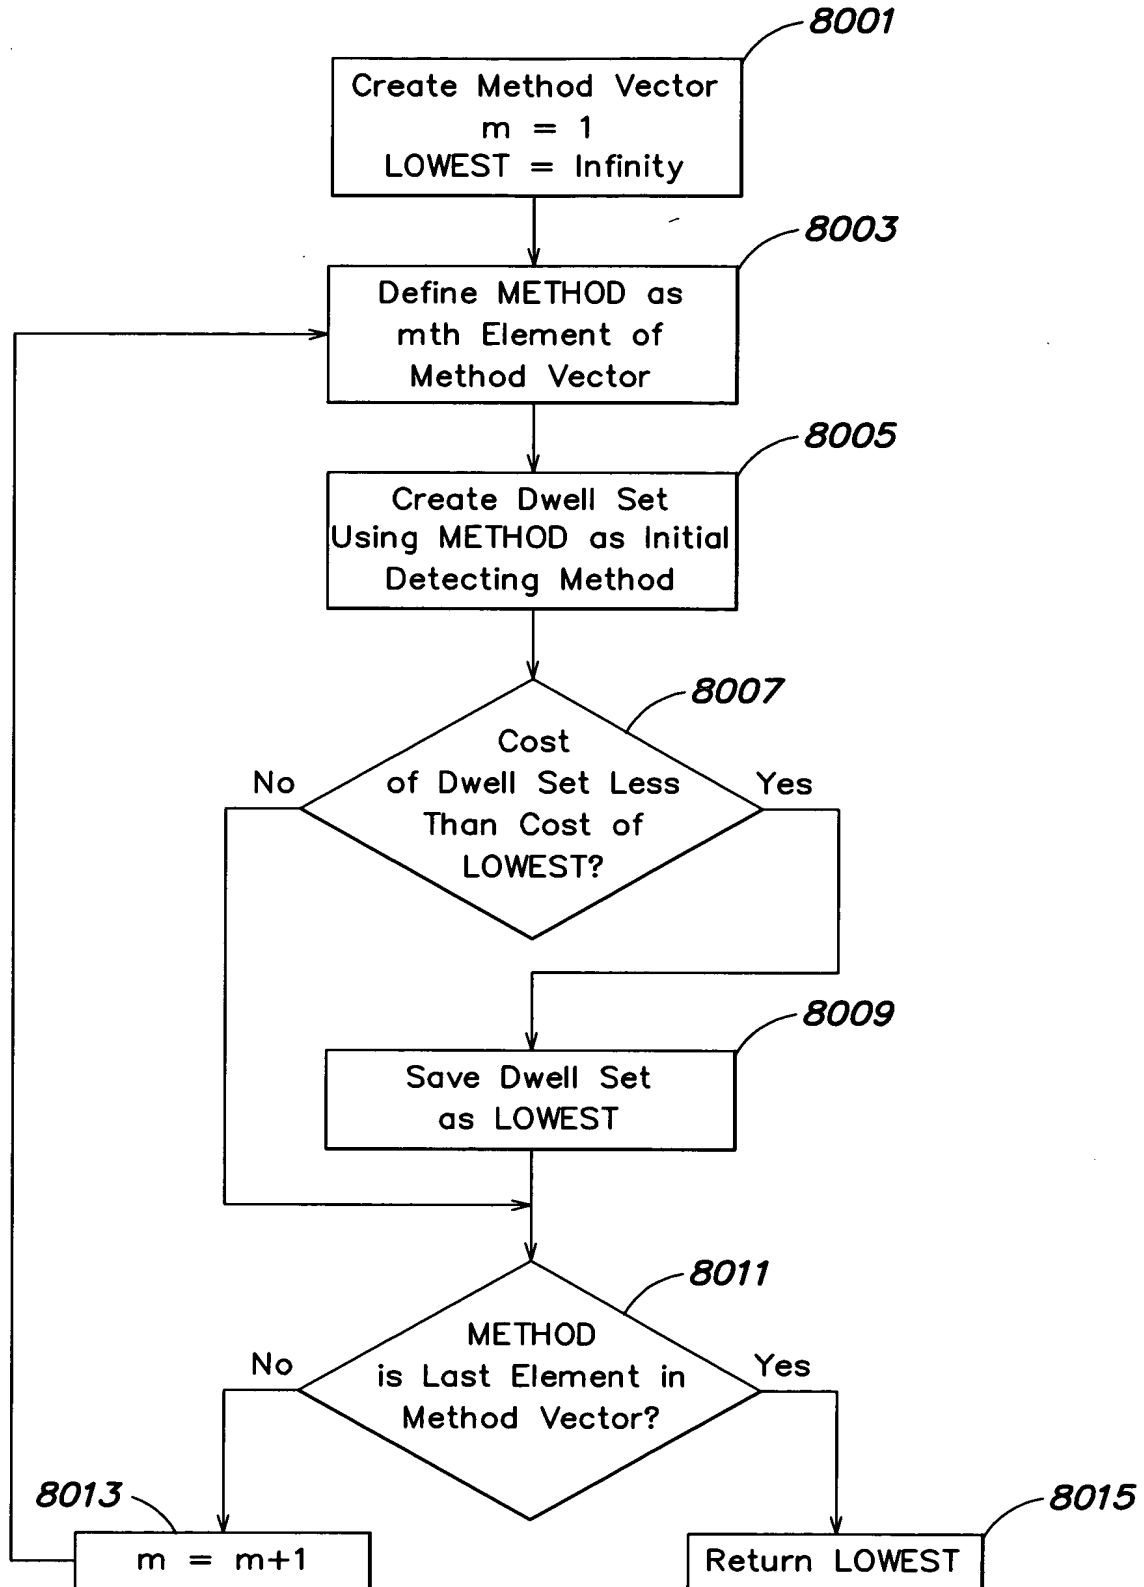 8001
Create Method Vector
m = 1
LOWEST = Infinity
8003
Define METHOD as
mth Element of
Method Vector
8005
Create Dwell Set
Using METHOD as Initial
Detecting Method
8007
Cost
of Dwell Set Less
Than Cost of
LOWEST?
No
Yes
8009
Save Dwell Set
as LOWEST
8011
METHOD
is Last Element in
Method Vector?
No
Yes
8013
m = m+1
8015
Return LOWEST